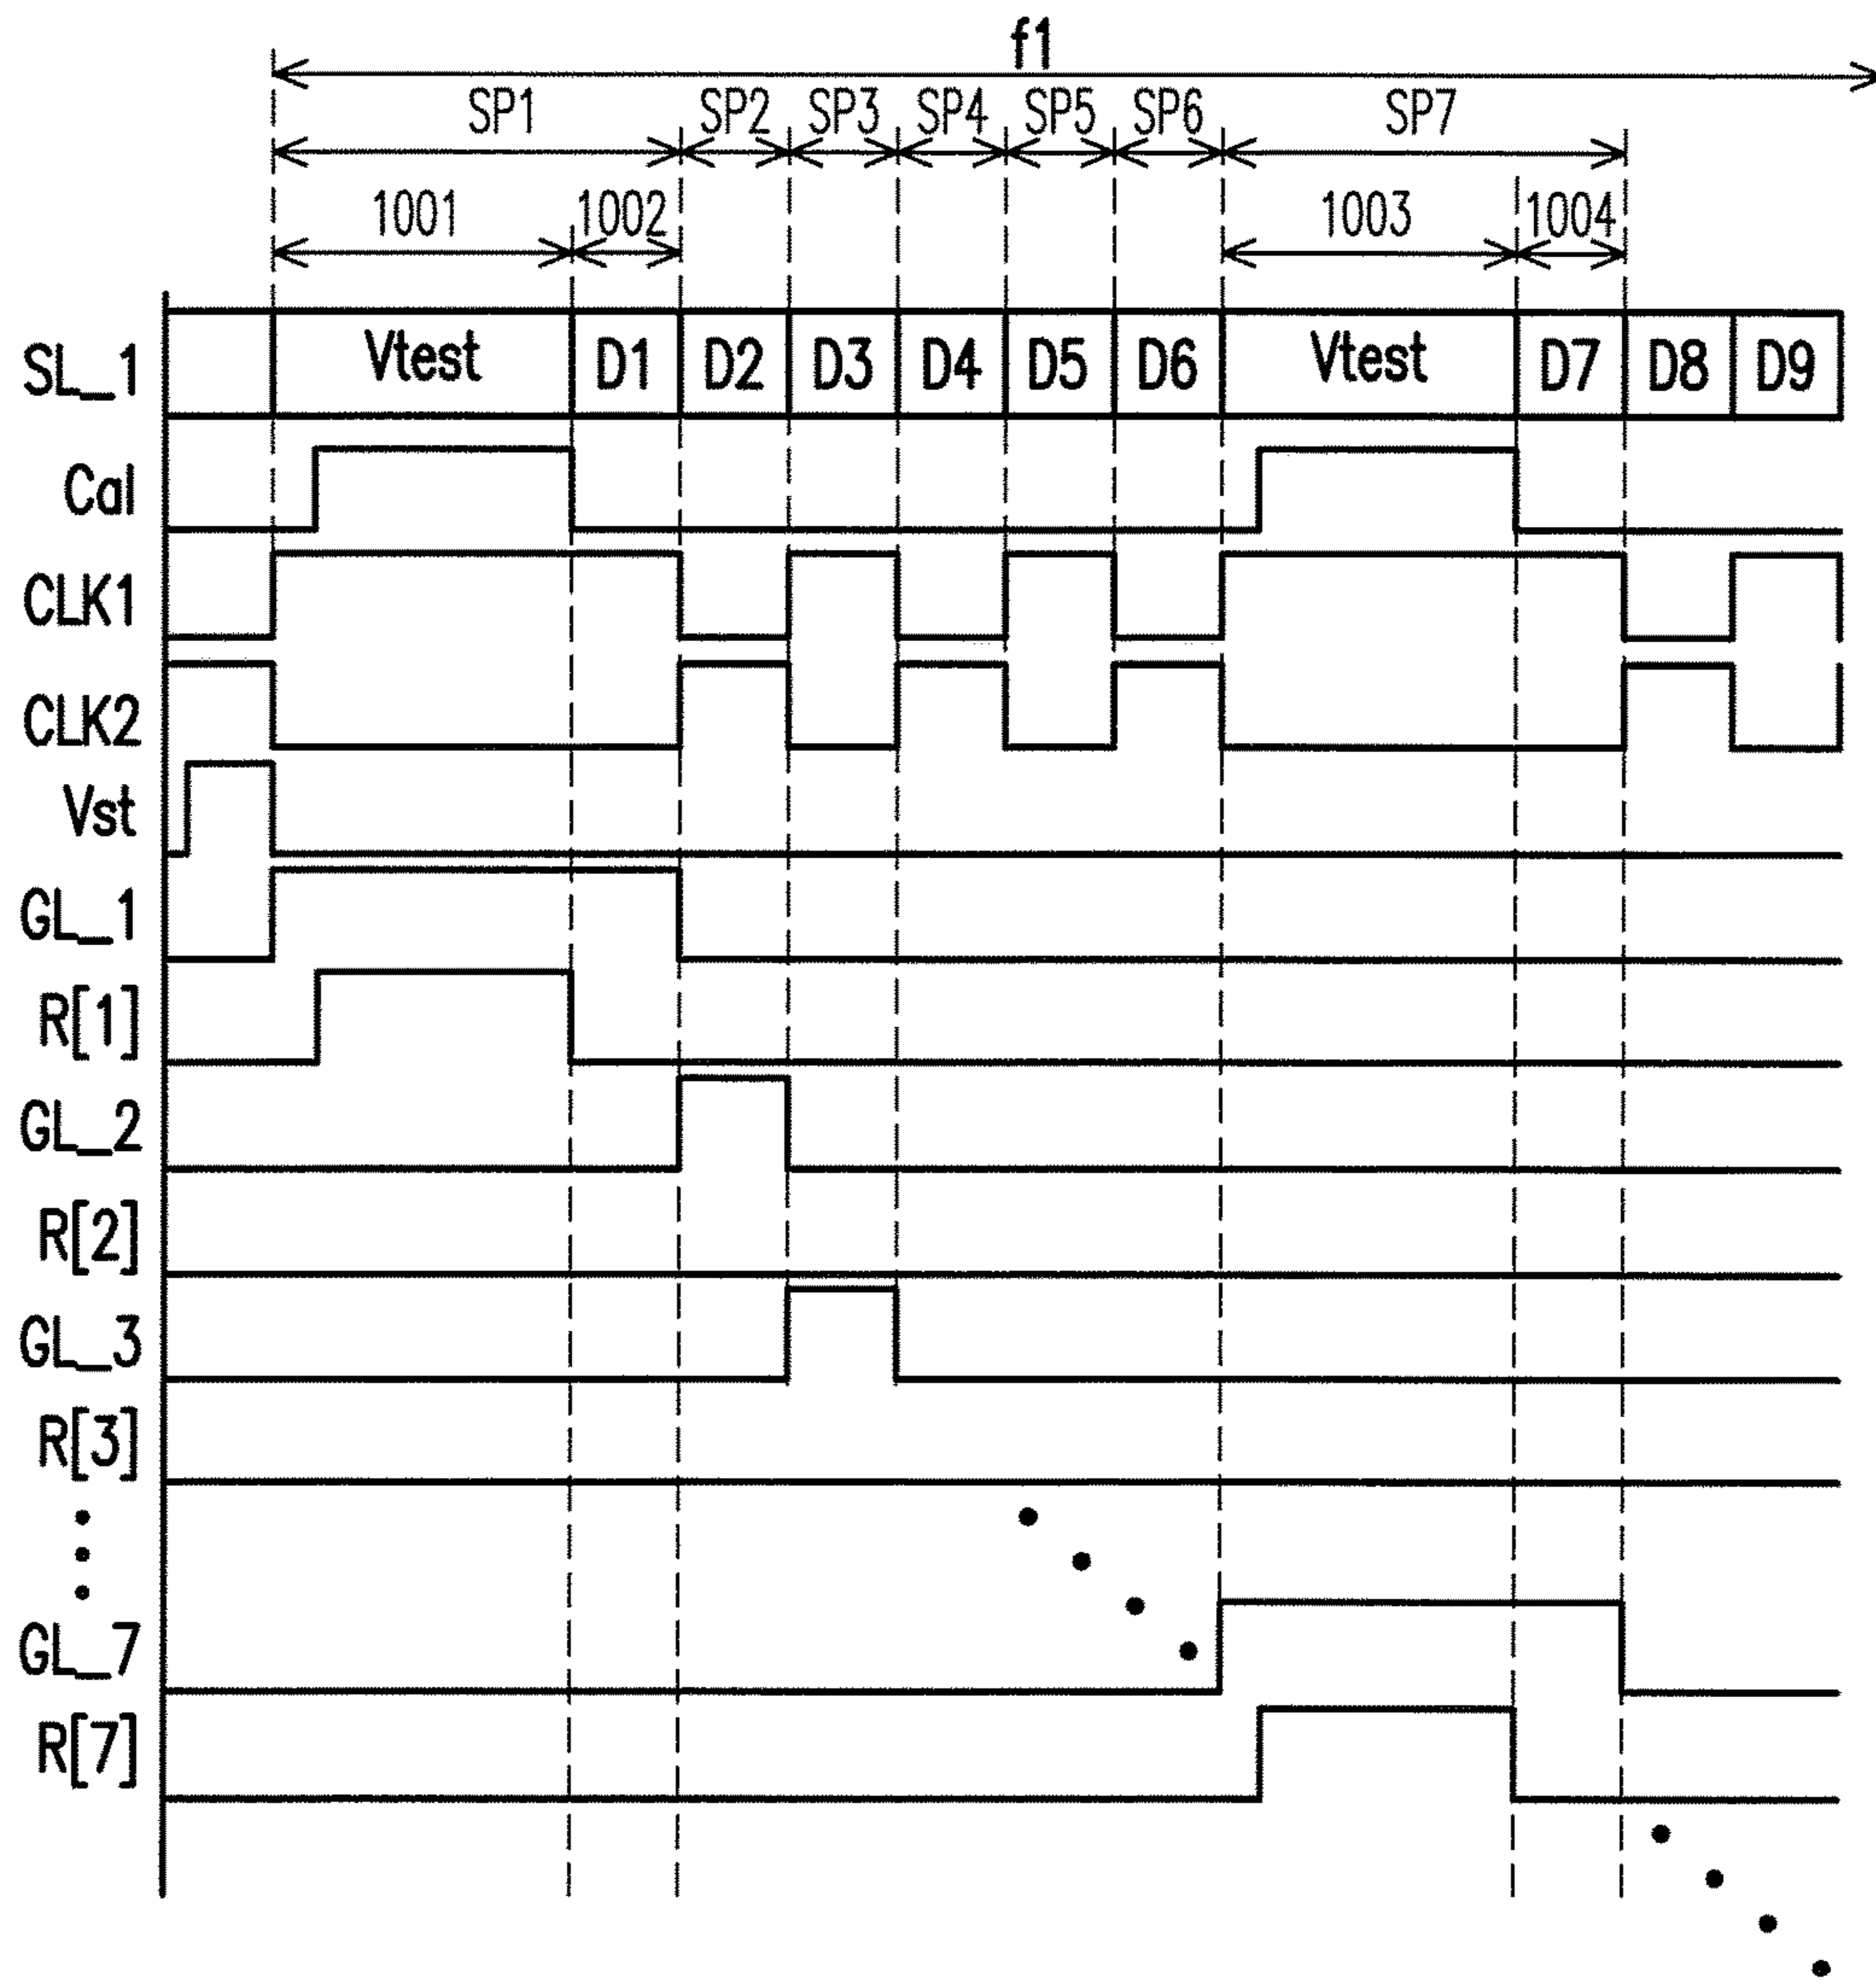 f1
SP1 SP2 SP3 SP4 SP5 SP6 SP7
1001 1002 1003 1004
SL_1 Vtest D1 D2 D3 D4 D5 D6 Vtest D7 D8 D9
Cal
CLK1
CLK2
Vst
GL_1
R[1]
GL_2
R[2]
GL_3
R[3]
GL_7
R[7]